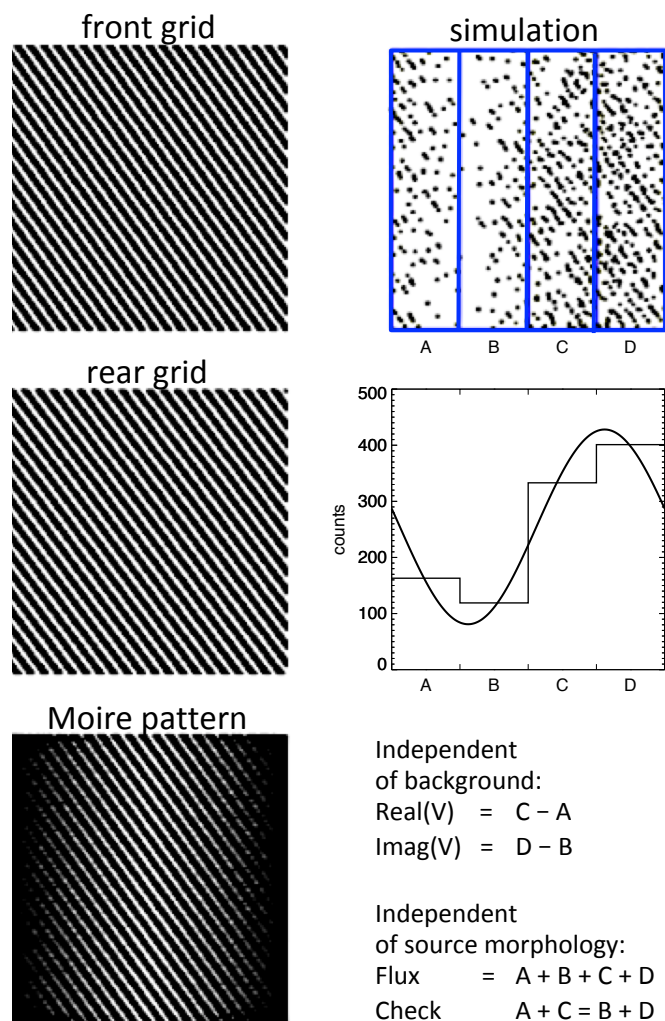 front grid
simulation
A B C D
rear grid
500
400
300
200
100
0
counts
A B C D
Moire pattern
Independent
of background:
Real(V) = C − A
Imag(V) = D − B
Independent
of source morphology:
Flux = A + B + C + D
Check A + C = B + D